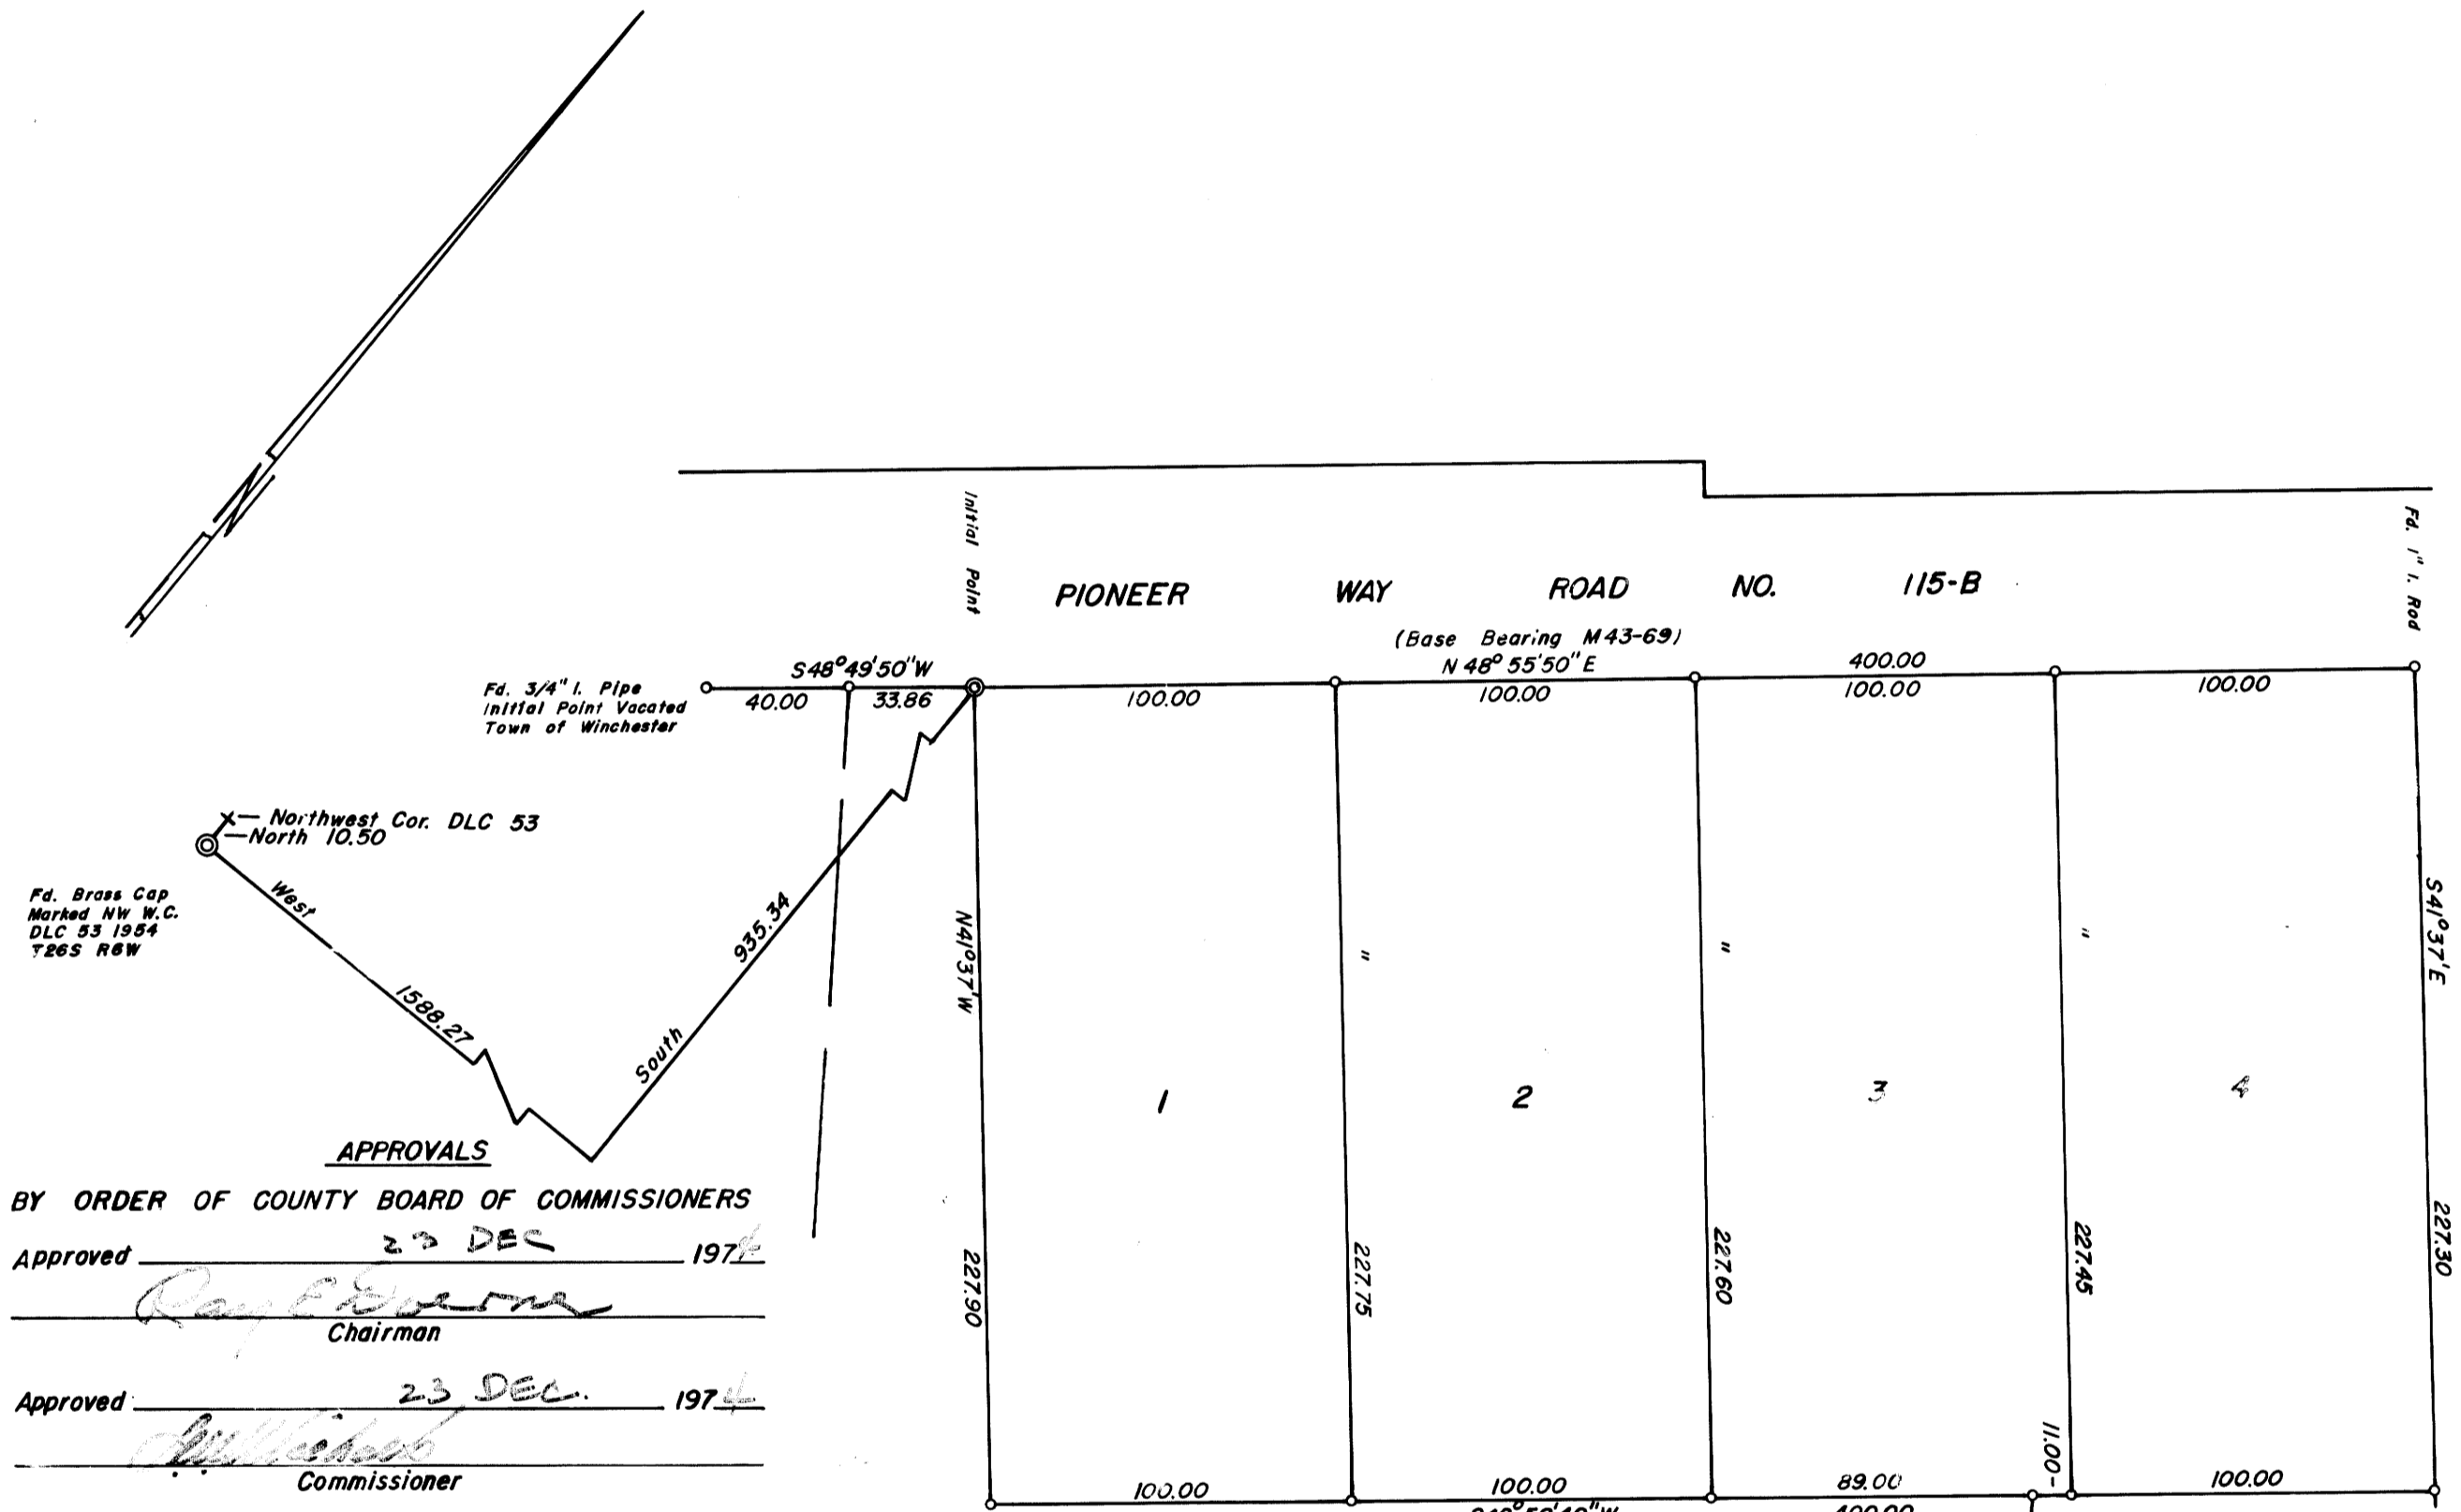 Initial Point
Fd. 1" I. Rod
PIONEER WAY ROAD NO. 115-B
(Base Bearing M43-69)
N 48° 55' 50" E
400.00
S48°49'50"W
Fd. 3/4" I. Pipe
Initial Point Vacated
Town of Winchester
40.00
33.86
100.00
100.00
100.00
100.00
X— Northwest Cor. DLC 53
—North 10.50
Fd. Brass Cap
Marked NW W.C.
DLC 53 1954
T26S R6W
West
1588.27
South
935.34
N41°37'W
227.90
"
227.75
"
227.60
"
227.45
S41°37'E
227.30
1
2
3
4
APPROVALS
BY ORDER OF COUNTY BOARD OF COMMISSIONERS
Approved 23 DEC 1974
Chairman
Approved 23 DEC. 1974
Commissioner
100.00
100.00
89.00
11.00-
100.00
400.00